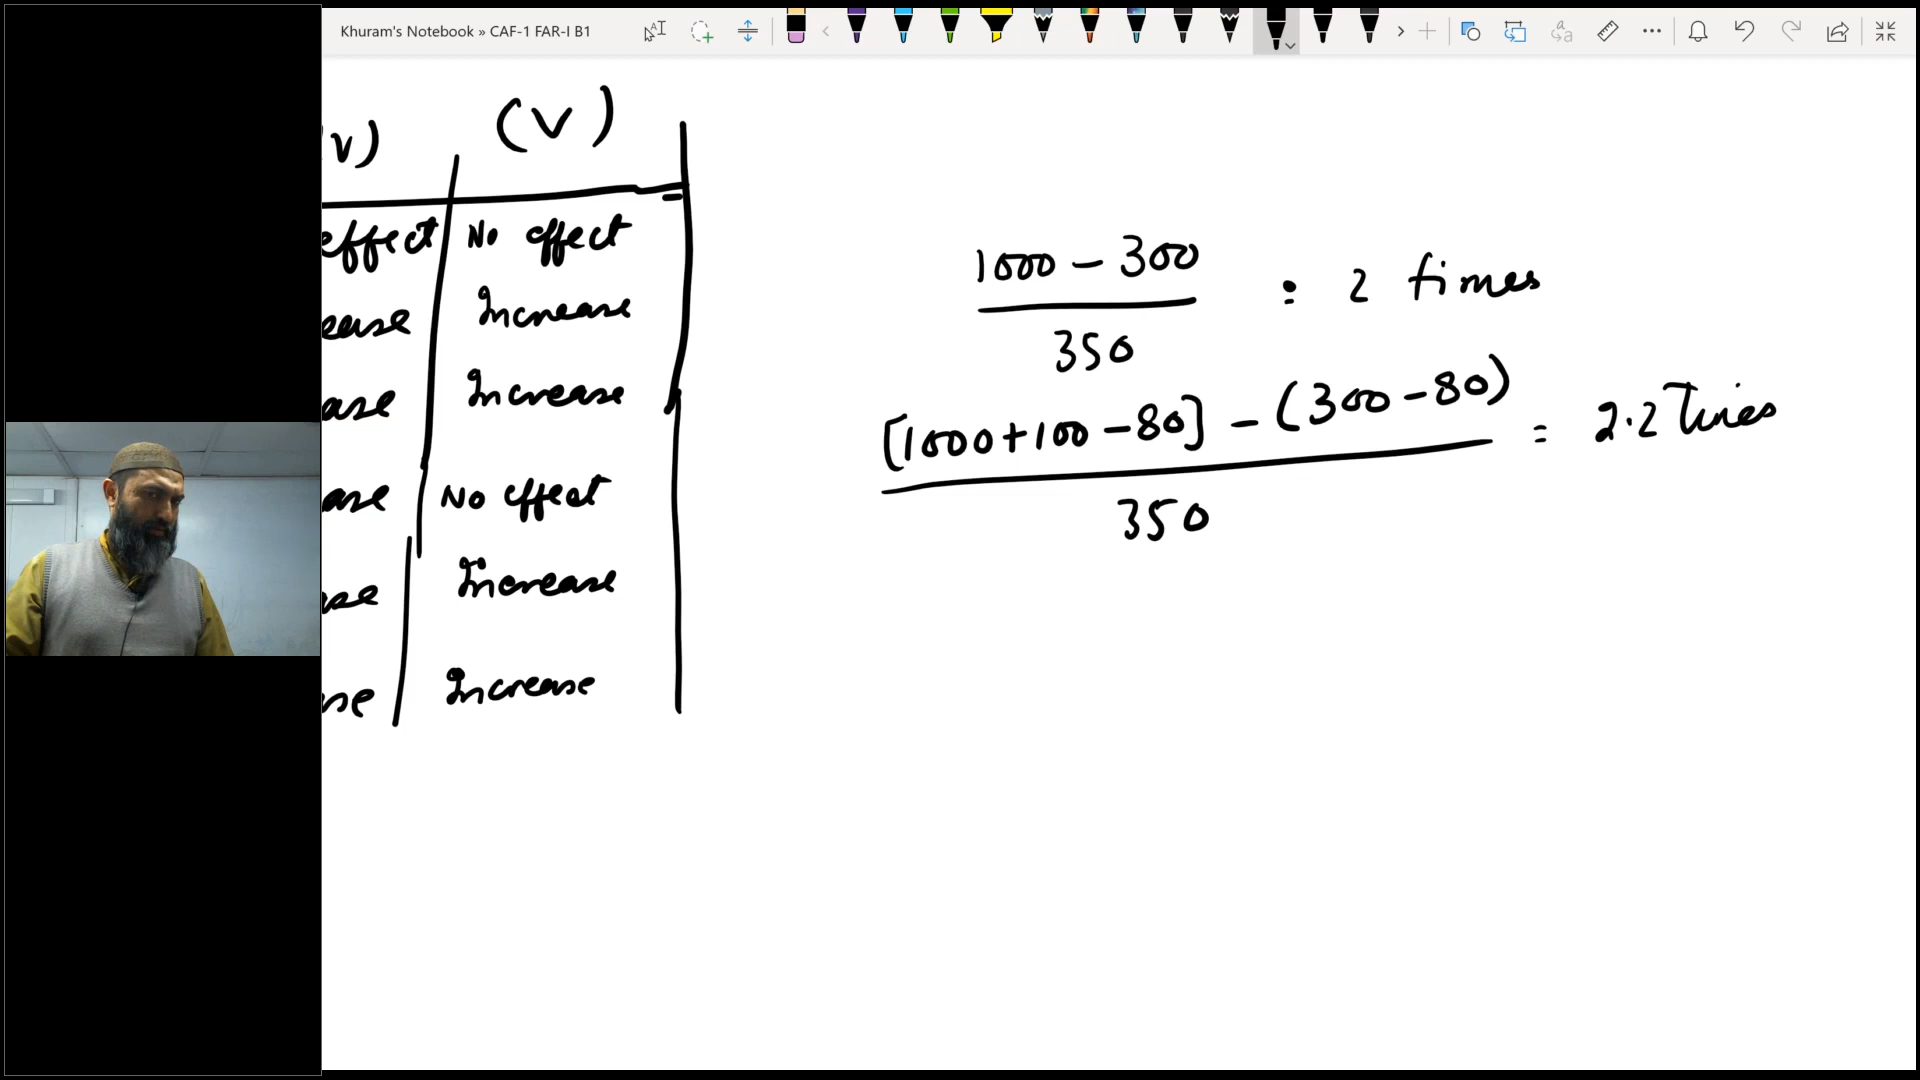 Khuram's Notebook » CAF-1 FAR-I B1
V) (V)
effect No effect
ease Increase
ase Increase
ase No effect
se Increase
se Increase
1000 - 300 / 350 = 2 times
[1000+100-80] - (300-80) / 350 = 2.2 Times